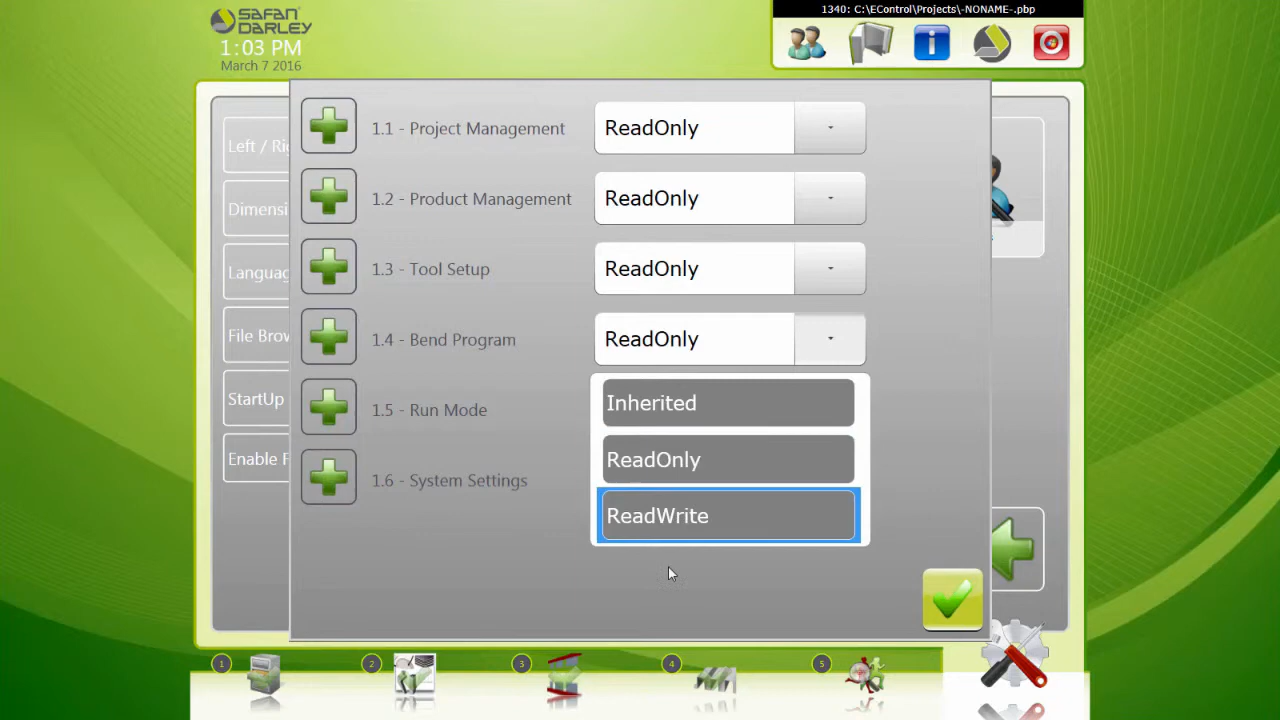 SAFAN
DARLEY
1:03 PM
March 7 2016
1340: C:\EControl\Projects\-NONAME-.pbp
1.1 - Project Management
ReadOnly
1.2 - Product Management
ReadOnly
1.3 - Tool Setup
ReadOnly
1.4 - Bend Program
ReadOnly
1.5 - Run Mode
1.6 - System Settings
Inherited
ReadOnly
ReadWrite
Left / Ri
Dimensi
Languag
File Brow
StartUp
Enable F
1
2
3
4
5